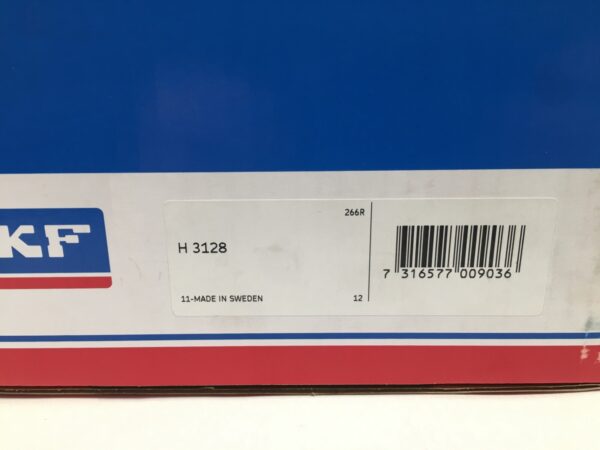 KF
266R
H 3128
7 316577 009036
11-MADE IN SWEDEN
12